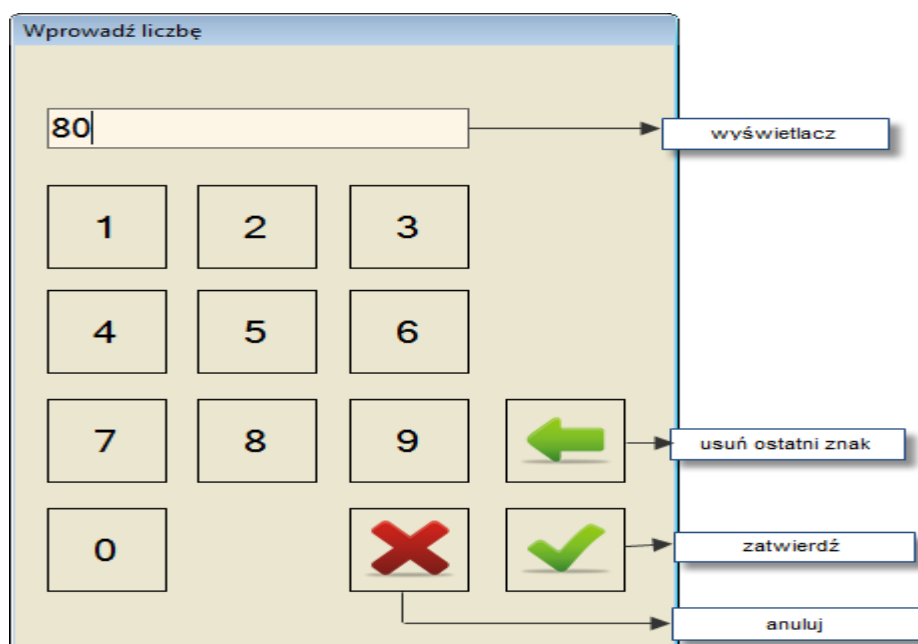 Wprowadź liczbę
80
wyświetlacz
1 2 3
4 5 6
7 8 9
usuń ostatni znak
0
zatwierdź
anuluj